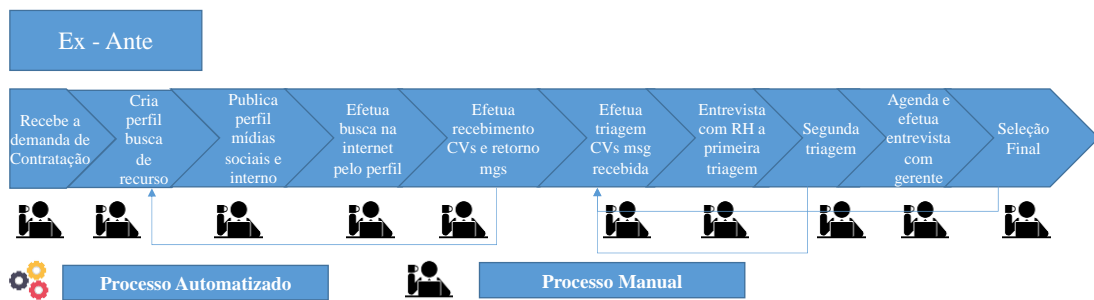 Ex - Ante
Recebe a
demanda de
Contratação
Cria
perfil
busca
de
recurso
Publica
perfil
mídias
sociais e
interno
Efetua
busca na
internet
pelo perfil
Efetua
recebimento
CVs e retorno
mgs
Efetua
triagem
CVs msg
recebida
Entrevista
com RH a
primeira
triagem
Segunda
triagem
Agenda e
efetua
entrevista
com
gerente
Seleção
Final
Processo Automatizado
Processo Manual